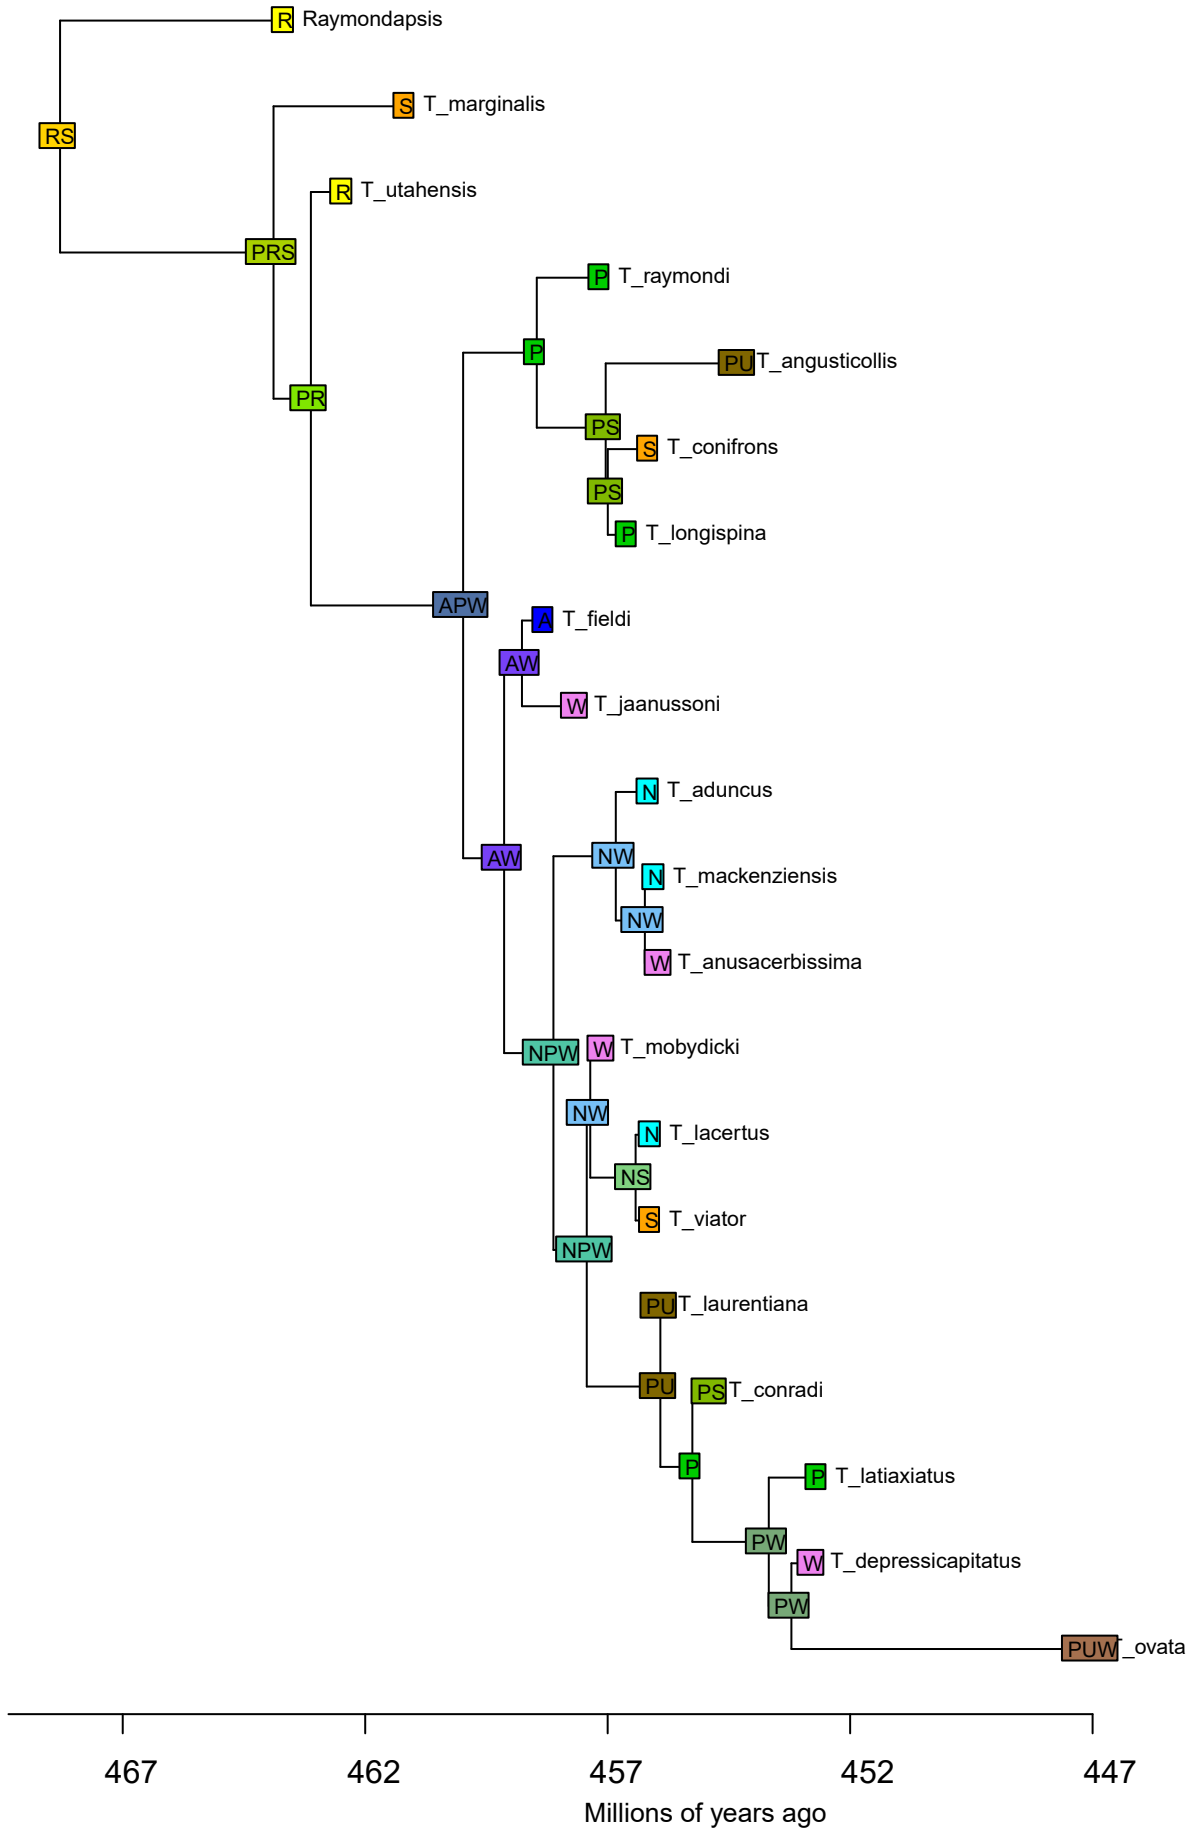 R Raymondapsis
S T_marginalis
RS
R T_utahensis
PRS
P T_raymondi
P
PU T_angusticollis
PR
PS
S T_conifrons
PS
P T_longispina
APW
A T_fieldi
AW
W T_jaanussoni
N T_aduncus
AW
NW
N T_mackenziensis
NW
W T_anusacerbissima
W T_mobydicki
NPW
NW
N T_lacertus
NS
S T_viator
NPW
PU T_laurentiana
PU
PS T_conradi
P
P T_latiaxiatus
PW
W T_depressicapitatus
PW
PUW _ovata
467 462 457 452 447
Millions of years ago